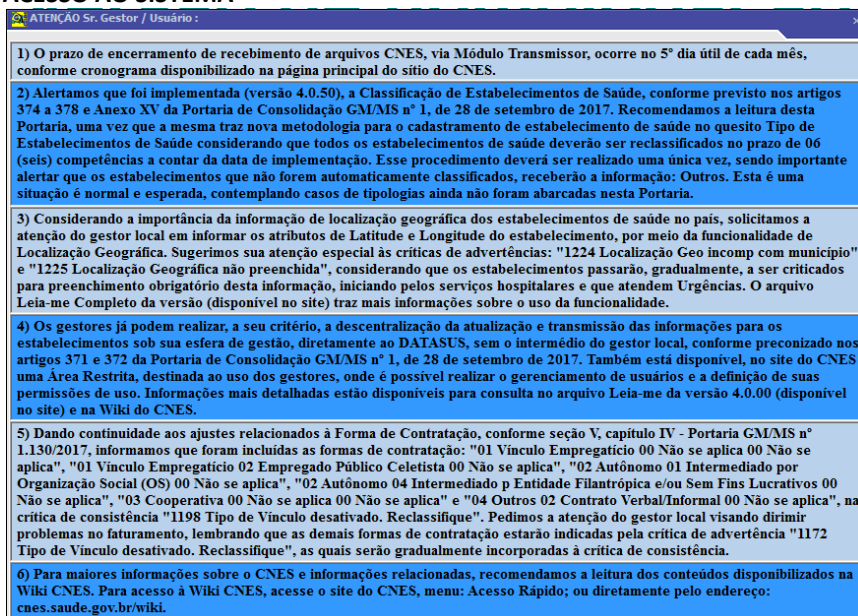 ACESSO AO SISTEMA
ATENÇÃO Sr. Gestor / Usuário :
1) O prazo de encerramento de recebimento de arquivos CNES, via Módulo Transmissor, ocorre no 5º dia útil de cada mês,
conforme cronograma disponibilizado na página principal do sítio do CNES.
2) Alertamos que foi implementada (versão 4.0.50), a Classificação de Estabelecimentos de Saúde, conforme previsto nos artigos
374 a 378 e Anexo XV da Portaria de Consolidação GM/MS nº 1, de 28 de setembro de 2017. Recomendamos a leitura desta
Portaria, uma vez que a mesma traz nova metodologia para o cadastramento de estabelecimento de saúde no quesito Tipo de
Estabelecimentos de Saúde considerando que todos os estabelecimentos de saúde deverão ser reclassificados no prazo de 06
(seis) competências a contar da data de implementação. Esse procedimento deverá ser realizado uma única vez, sendo importante
alertar que os estabelecimentos que não forem automaticamente classificados, receberão a informação: Outros. Esta é uma
situação é normal e esperada, contemplando casos de tipologias ainda não foram abarcadas nesta Portaria.
3) Considerando a importância da informação de localização geográfica dos estabelecimentos de saúde no país, solicitamos a
atenção do gestor local em informar os atributos de Latitude e Longitude do estabelecimento, por meio da funcionalidade de
Localização Geográfica. Sugerimos sua atenção especial às críticas de advertências: "1224 Localização Geo incomp com município"
e "1225 Localização Geográfica não preenchida", considerando que os estabelecimentos passarão, gradualmente, a ser criticados
para preenchimento obrigatório desta informação, iniciando pelos serviços hospitalares e que atendem Urgências. O arquivo
Leia-me Completo da versão (disponível no site) traz mais informações sobre o uso da funcionalidade.
4) Os gestores já podem realizar, a seu critério, a descentralização da atualização e transmissão das informações para os
estabelecimentos sob sua esfera de gestão, diretamente ao DATASUS, sem o intermédio do gestor local, conforme preconizado nos
artigos 371 e 372 da Portaria de Consolidação GM/MS nº 1, de 28 de setembro de 2017. Também está disponível, no site do CNES
uma Área Restrita, destinada ao uso dos gestores, onde é possível realizar o gerenciamento de usuários e a definição de suas
permissões de uso. Informações mais detalhadas estão disponíveis para consulta no arquivo Leia-me da versão 4.0.00 (disponível
no site) e na Wiki do CNES.
5) Dando continuidade aos ajustes relacionados à Forma de Contratação, conforme seção V, capítulo IV - Portaria GM/MS nº
1.130/2017, informamos que foram incluídas as formas de contratação: "01 Vínculo Empregatício 00 Não se aplica 00 Não se
aplica", "01 Vínculo Empregatício 02 Empregado Público Celetista 00 Não se aplica", "02 Autônomo 01 Intermediado por
Organização Social (OS) 00 Não se aplica", "02 Autônomo 04 Intermediado p Entidade Filantrópica e/ou Sem Fins Lucrativos 00
Não se aplica", "03 Cooperativa 00 Não se aplica 00 Não se aplica" e "04 Outros 02 Contrato Verbal/Informal 00 Não se aplica", na
crítica de consistência "1198 Tipo de Vínculo desativado. Reclassifique". Pedimos a atenção do gestor local visando dirimir
problemas no faturamento, lembrando que as demais formas de contratação estarão indicadas pela crítica de advertência "1172
Tipo de Vínculo desativado. Reclassifique", as quais serão gradualmente incorporadas à crítica de consistência.
6) Para maiores informações sobre o CNES e informações relacionadas, recomendamos a leitura dos conteúdos disponibilizados na
Wiki CNES. Para acesso à Wiki CNES, acesse o site do CNES, menu: Acesso Rápido; ou diretamente pelo endereço:
cnes.saude.gov.br/wiki.